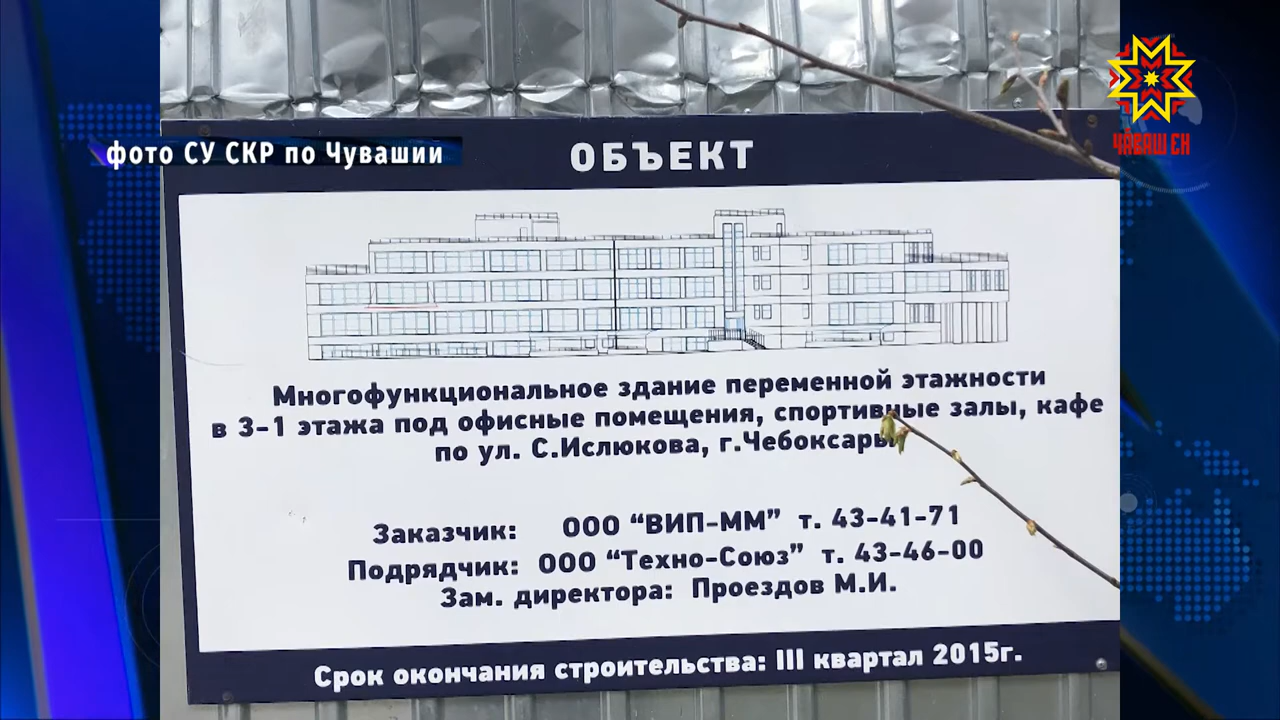 фото СУ СКР по Чувашии
ЧӐВАШ ЕН
ОБЪЕКТ
Многофункциональное здание переменной этажности
в 3-1 этажа под офисные помещения, спортивные залы, кафе
по ул. С.Ислюкова, г.Чебоксары
Заказчик: ООО “ВИП-ММ” т. 43-41-71
Подрядчик: ООО “Техно-Союз” т. 43-46-00
Зам. директора: Проездов М.И.
Срок окончания строительства: III квартал 2015г.